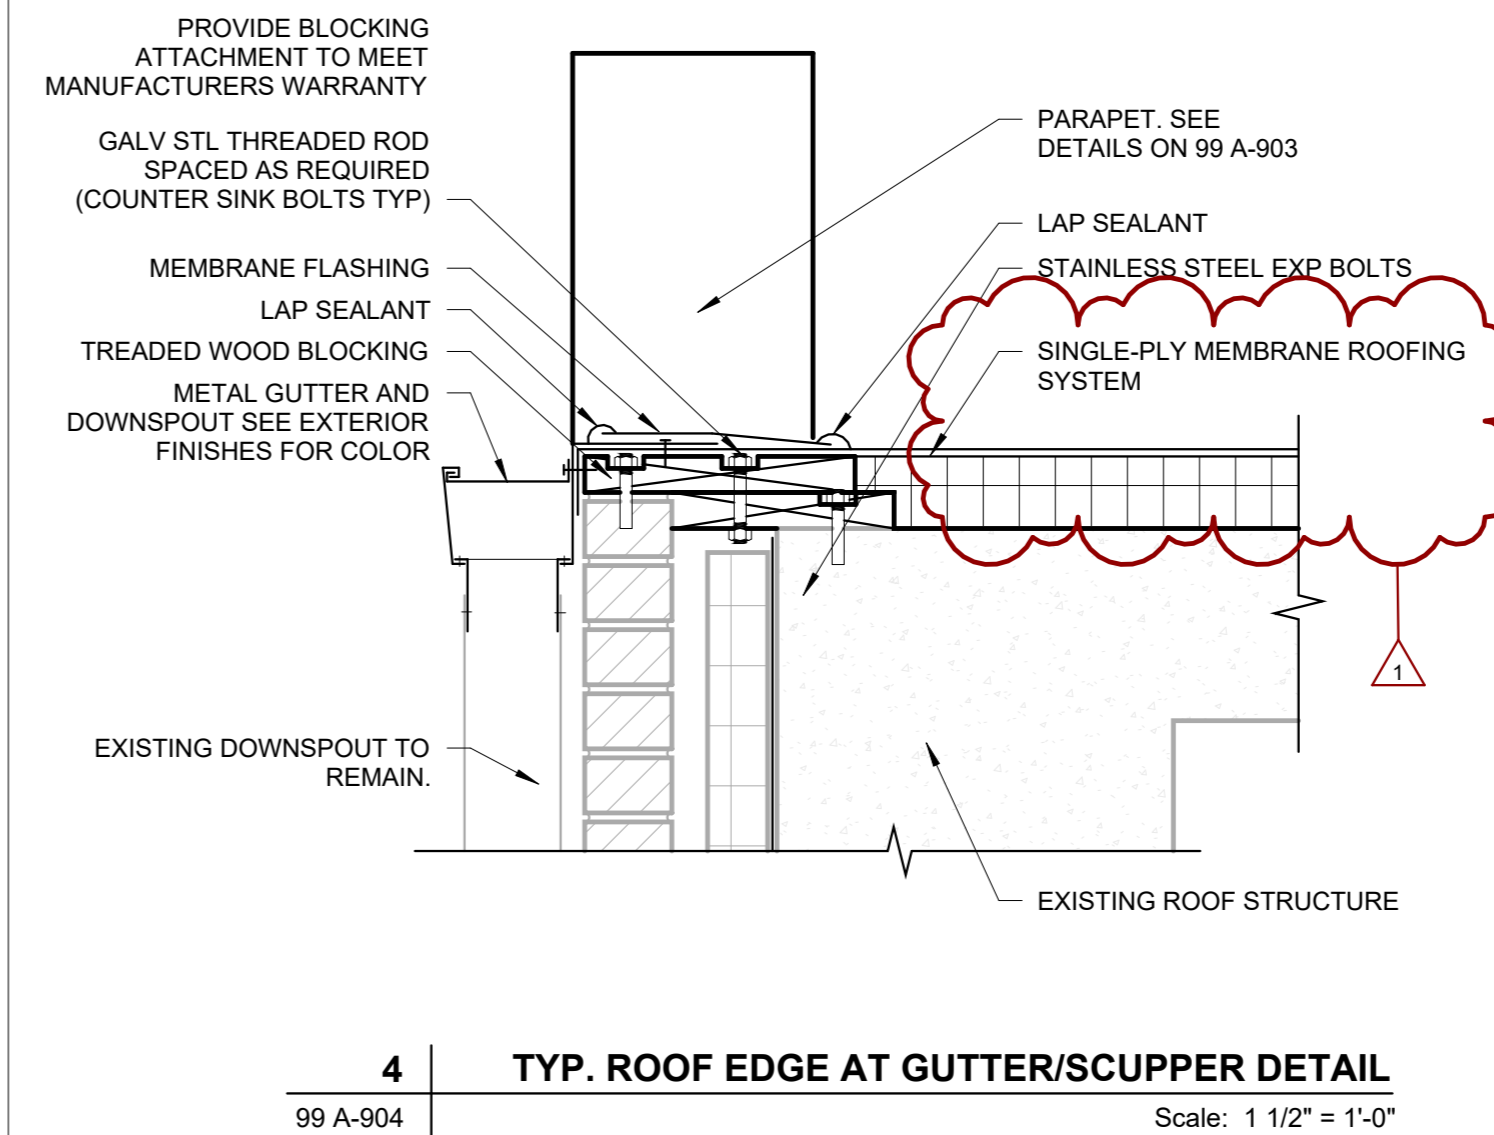 PROVIDE BLOCKING
ATTACHMENT TO MEET
MANUFACTURERS WARRANTY
GALV STL THREADED ROD
SPACED AS REQUIRED
(COUNTER SINK BOLTS TYP)
MEMBRANE FLASHING
LAP SEALANT
TREADED WOOD BLOCKING
METAL GUTTER AND
DOWNSPOUT SEE EXTERIOR
FINISHES FOR COLOR
EXISTING DOWNSPOUT TO
REMAIN.
PARAPET. SEE
DETAILS ON 99 A-903
LAP SEALANT
STAINLESS STEEL EXP BOLTS
SINGLE-PLY MEMBRANE ROOFING
SYSTEM
1
EXISTING ROOF STRUCTURE
4
TYP. ROOF EDGE AT GUTTER/SCUPPER DETAIL
99 A-904
Scale: 1 1/2" = 1'-0"